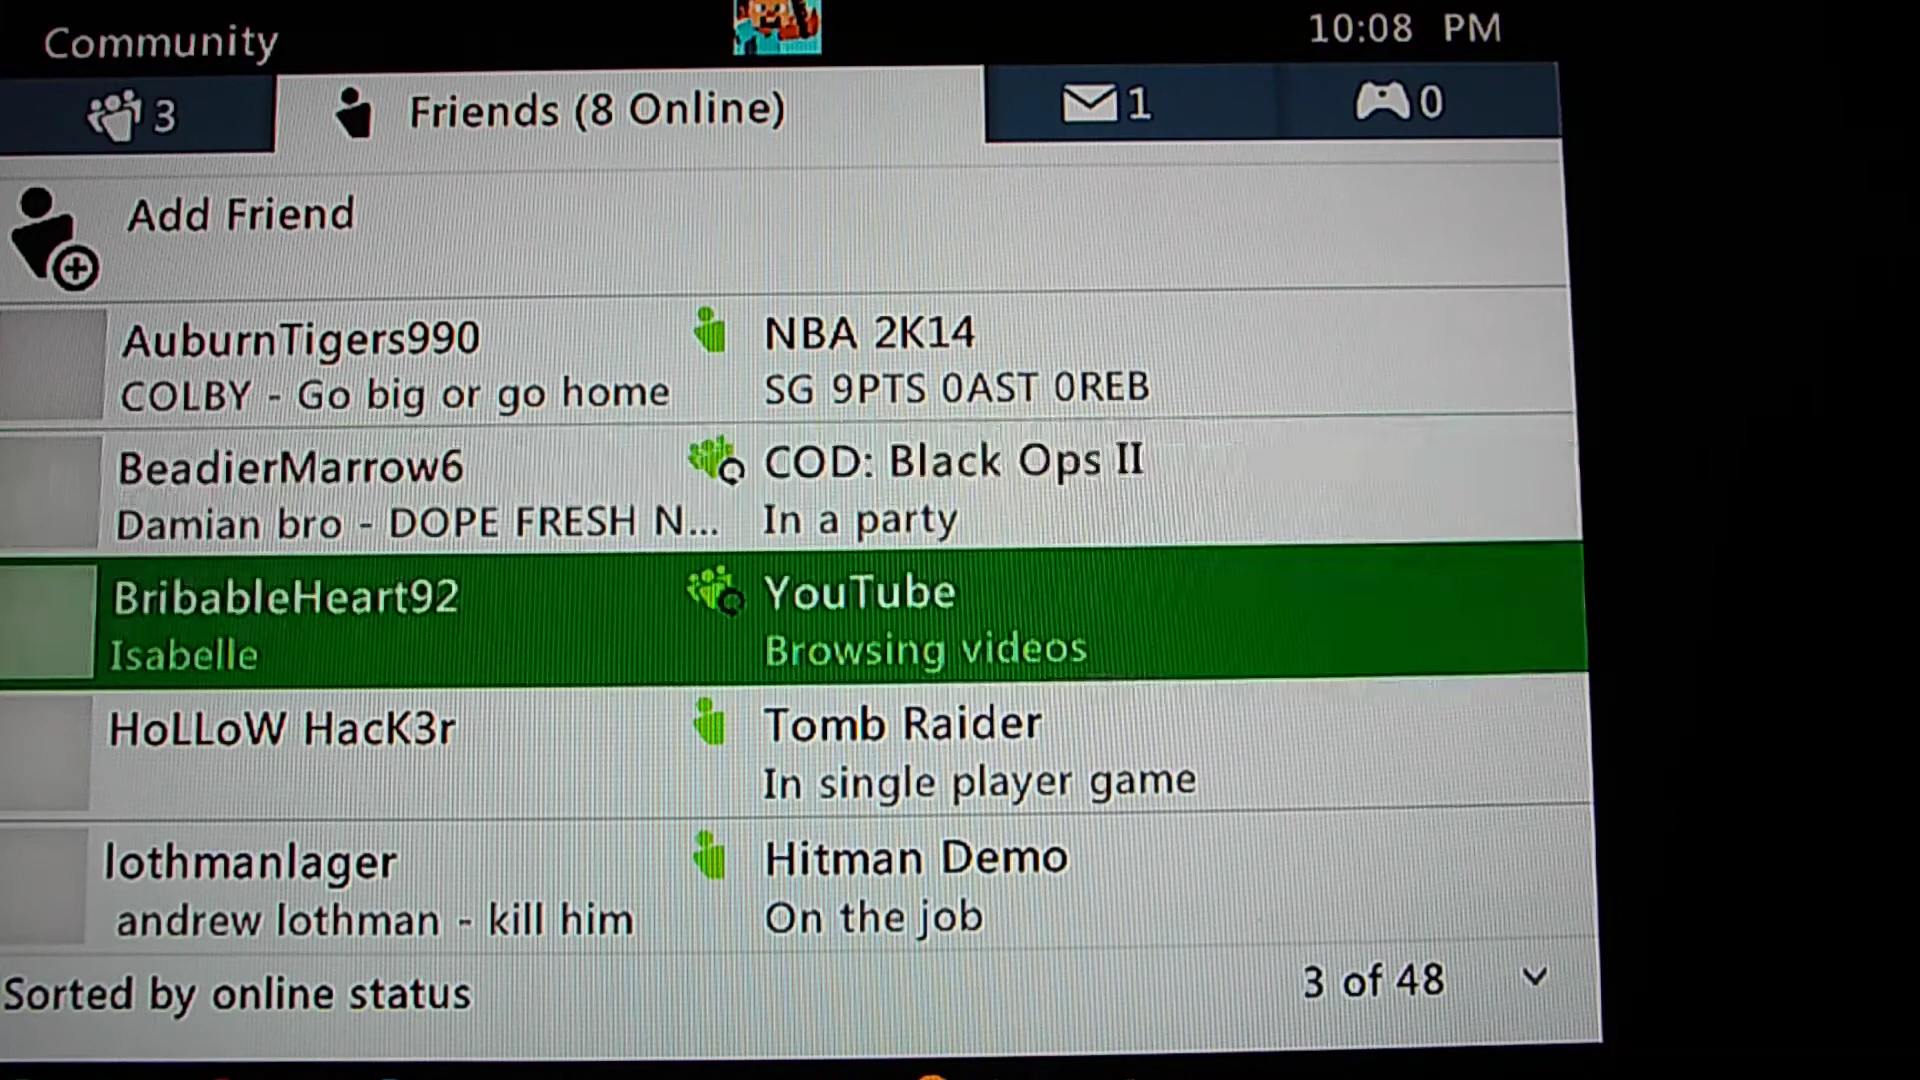 Community
10:08 PM
3
Friends (8 Online)
1
0
Add Friend
AuburnTigers990
NBA 2K14
COLBY - Go big or go home
SG 9PTS 0AST 0REB
BeadierMarrow6
COD: Black Ops II
Damian bro - DOPE FRESH N...
In a party
BribableHeart92
YouTube
Isabelle
Browsing videos
HoLLoW HacK3r
Tomb Raider
In single player game
lothmanlager
Hitman Demo
andrew lothman - kill him
On the job
Sorted by online status
3 of 48